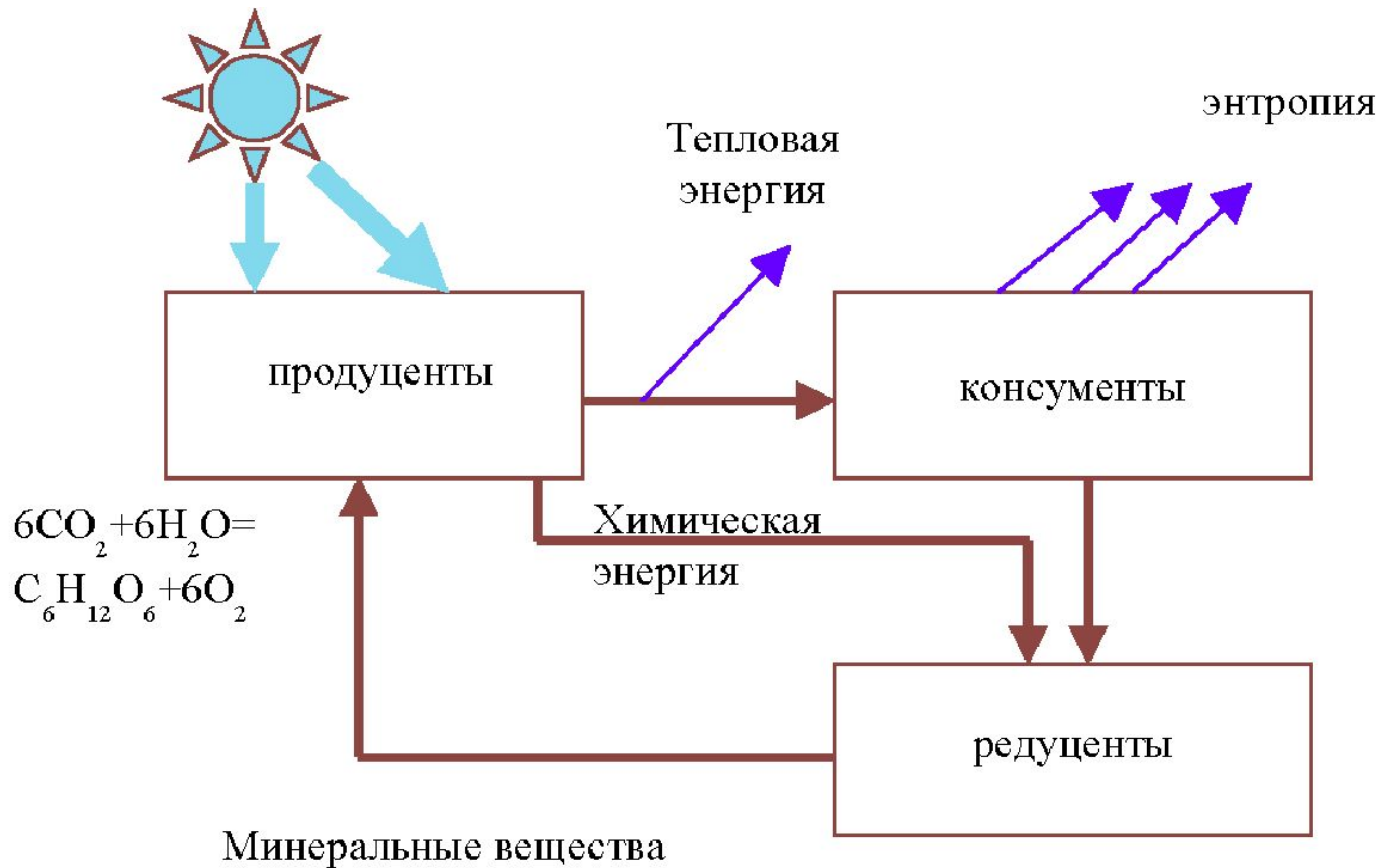 энтропия
Тепловая
энергия
продуценты
консументы
6CO₂+6H₂O=
C₆H₁₂O₆+6O₂
Химическая
энергия
редуценты
Минеральные вещества